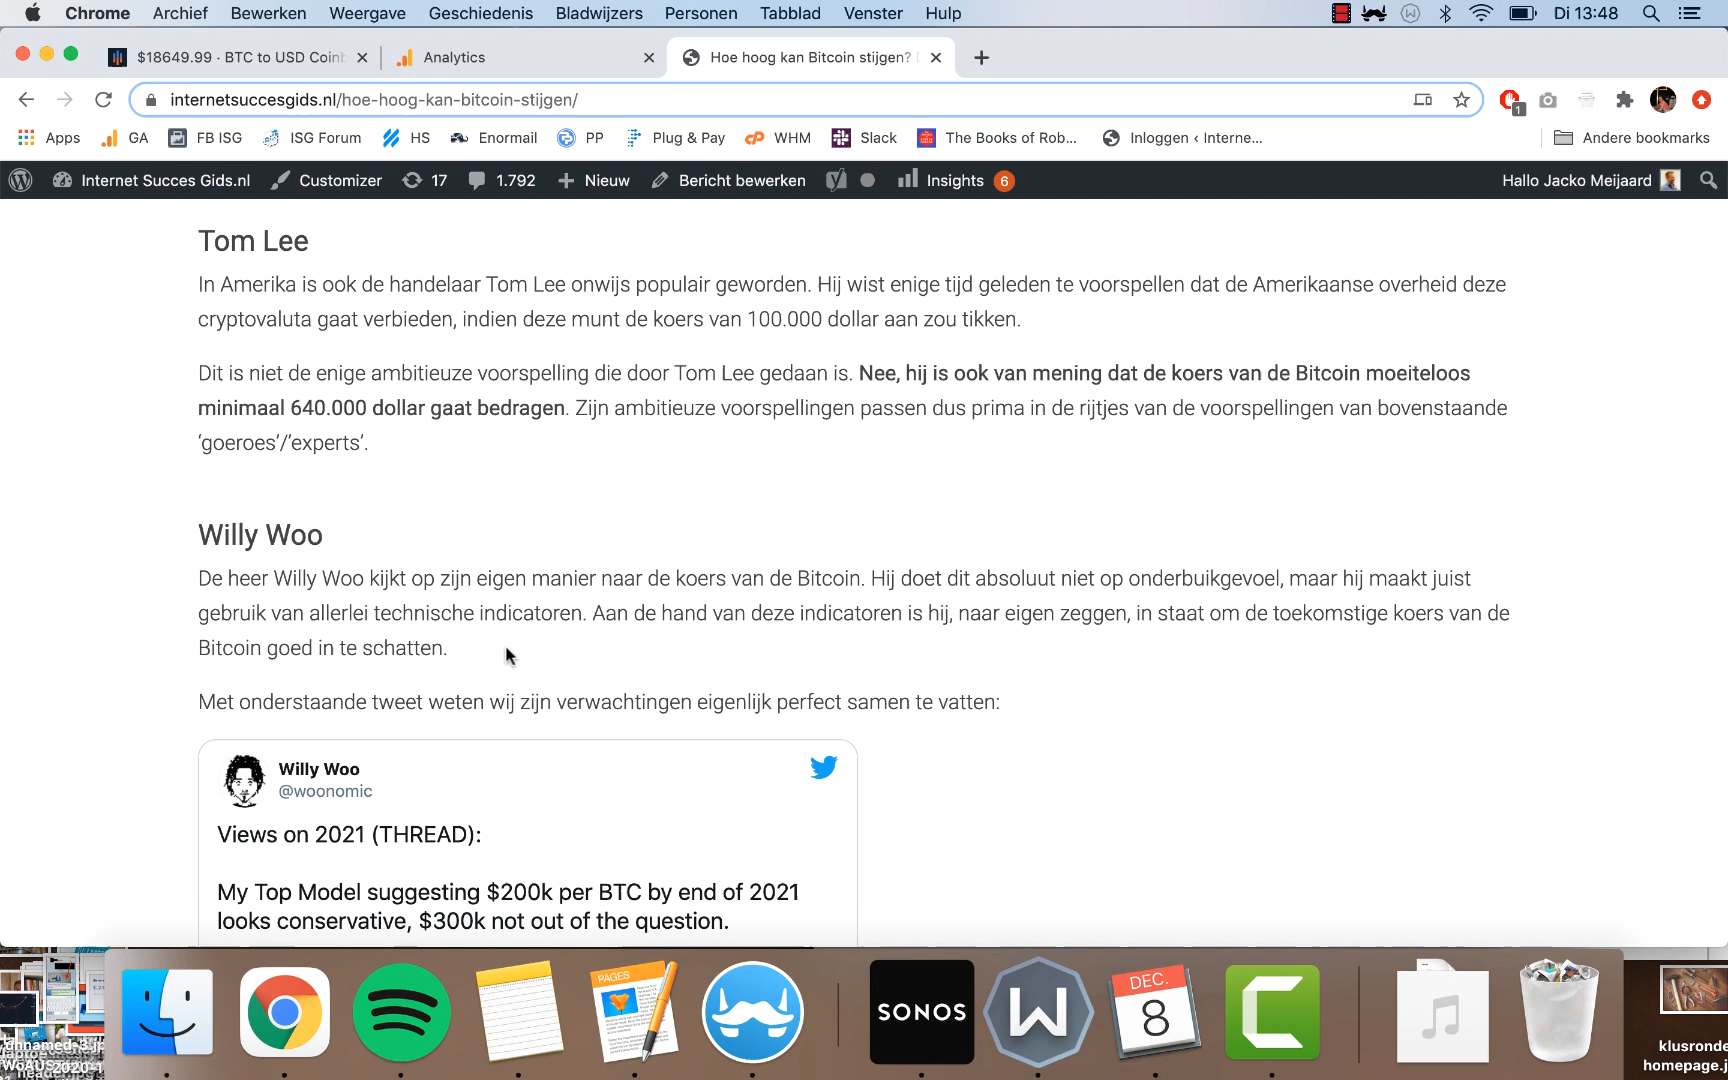 Chrome Archief Bewerken Weergave Geschiedenis Bladwijzers Personen Tabblad Venster Hulp Di 13:48
$18649.99 · BTC to USD Coinb Analytics Hoe hoog kan Bitcoin stijgen?
internetsuccesgids.nl/hoe-hoog-kan-bitcoin-stijgen/ 1
Apps GA FB ISG ISG Forum HS Enormail PP Plug & Pay WHM Slack The Books of Rob... Inloggen ‹ Interne... Andere bookmarks
Internet Succes Gids.nl Customizer 17 1.792 Nieuw Bericht bewerken Insights 6 Hallo Jacko Meijaard
Tom Lee
In Amerika is ook de handelaar Tom Lee onwijs populair geworden. Hij wist enige tijd geleden te voorspellen dat de Amerikaanse overheid deze
cryptovaluta gaat verbieden, indien deze munt de koers van 100.000 dollar aan zou tikken.
Dit is niet de enige ambitieuze voorspelling die door Tom Lee gedaan is. Nee, hij is ook van mening dat de koers van de Bitcoin moeiteloos
minimaal 640.000 dollar gaat bedragen. Zijn ambitieuze voorspellingen passen dus prima in de rijtjes van de voorspellingen van bovenstaande
‘goeroes’/’experts’.
Willy Woo
De heer Willy Woo kijkt op zijn eigen manier naar de koers van de Bitcoin. Hij doet dit absoluut niet op onderbuikgevoel, maar hij maakt juist
gebruik van allerlei technische indicatoren. Aan de hand van deze indicatoren is hij, naar eigen zeggen, in staat om de toekomstige koers van de
Bitcoin goed in te schatten.
Met onderstaande tweet weten wij zijn verwachtingen eigenlijk perfect samen te vatten:
Willy Woo
@woonomic
Views on 2021 (THREAD):
My Top Model suggesting $200k per BTC by end of 2021
looks conservative, $300k not out of the question.
PAGES
SONOS
DEC.
8
klusronde
homepage.j